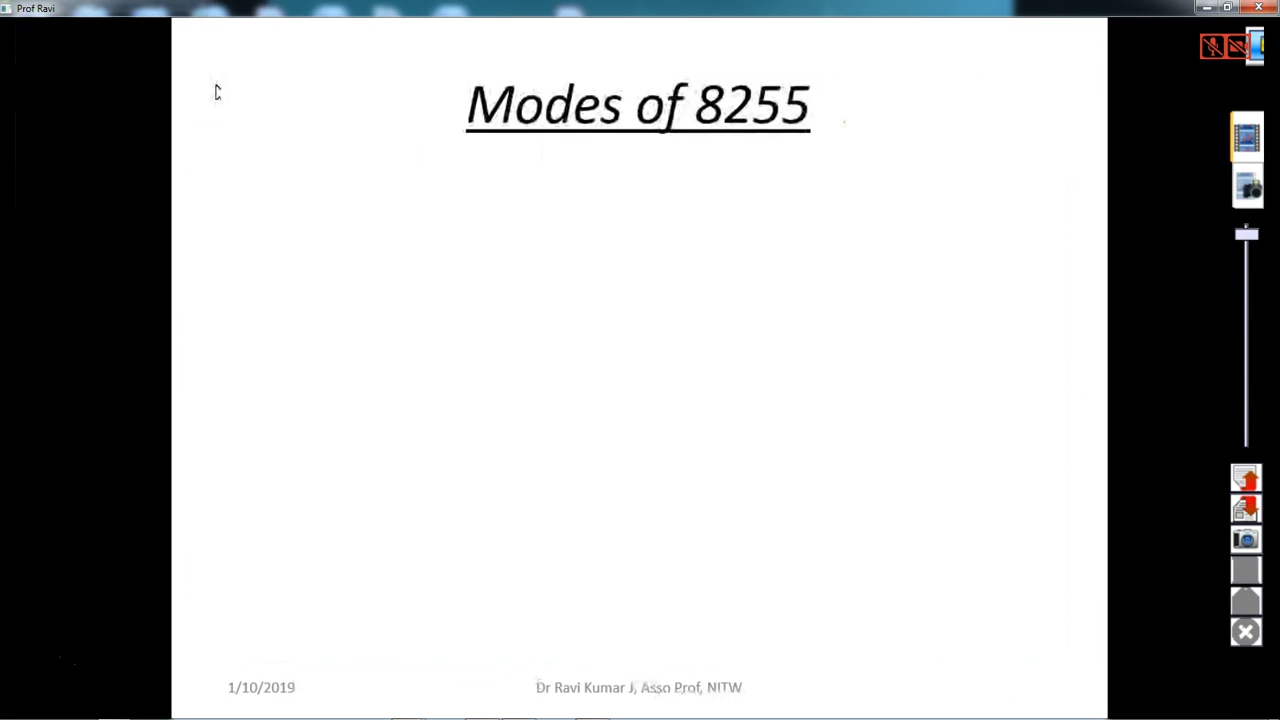 Prof Ravi
Modes of 8255
1/10/2019
Dr Ravi Kumar J, Asso Prof, NITW